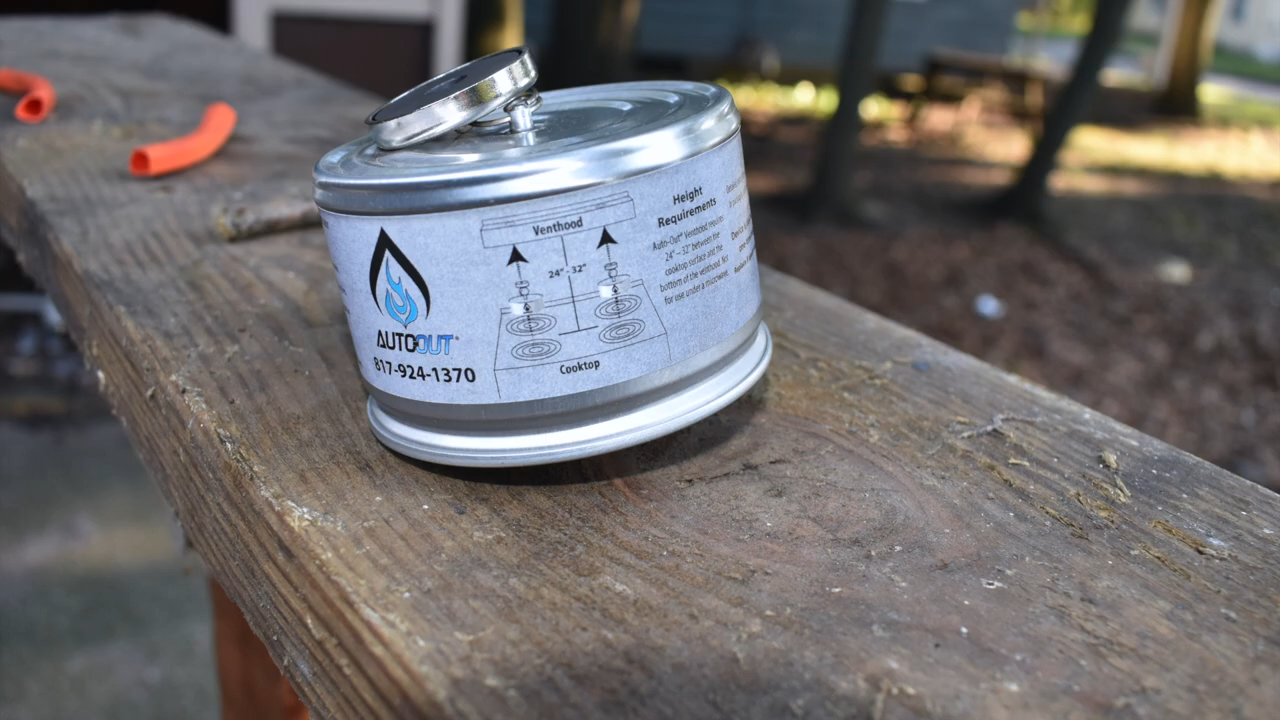 AUTOOUT®
817-924-1370
Venthood
24" - 32"
Cooktop
Height
Requirements
Auto-Out® Venthood requires
24" – 32" between the
cooktop surface and the
bottom of the venthood. Not
for use under a microwave.